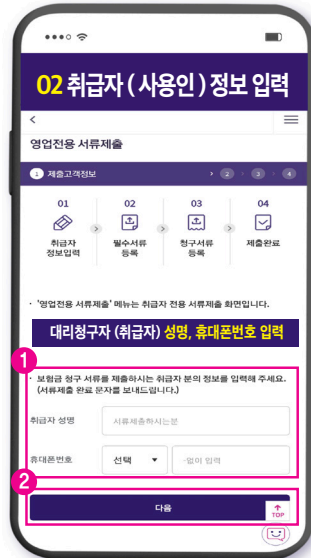 02 취급자 ( 사용인 ) 정보 입력
영업전용 서류제출
1 제출고객정보 > 2 > 3 > 4
01 02 03 04
취급자 정보입력
필수서류 등록
청구서류 등록
제출완료
· '영업전용 서류제출' 메뉴는 취급자 전용 서류제출 화면입니다.
대리청구자 (취급자) 성명, 휴대폰번호 입력
1
· 보험금 청구 서류를 제출하시는 취급자 분의 정보를 입력해 주세요.
(서류제출 완료 문자를 보내드립니다.)
취급자 성명 서류제출하시는분
휴대폰번호 선택 ▼ -없이 입력
2
다음
TOP